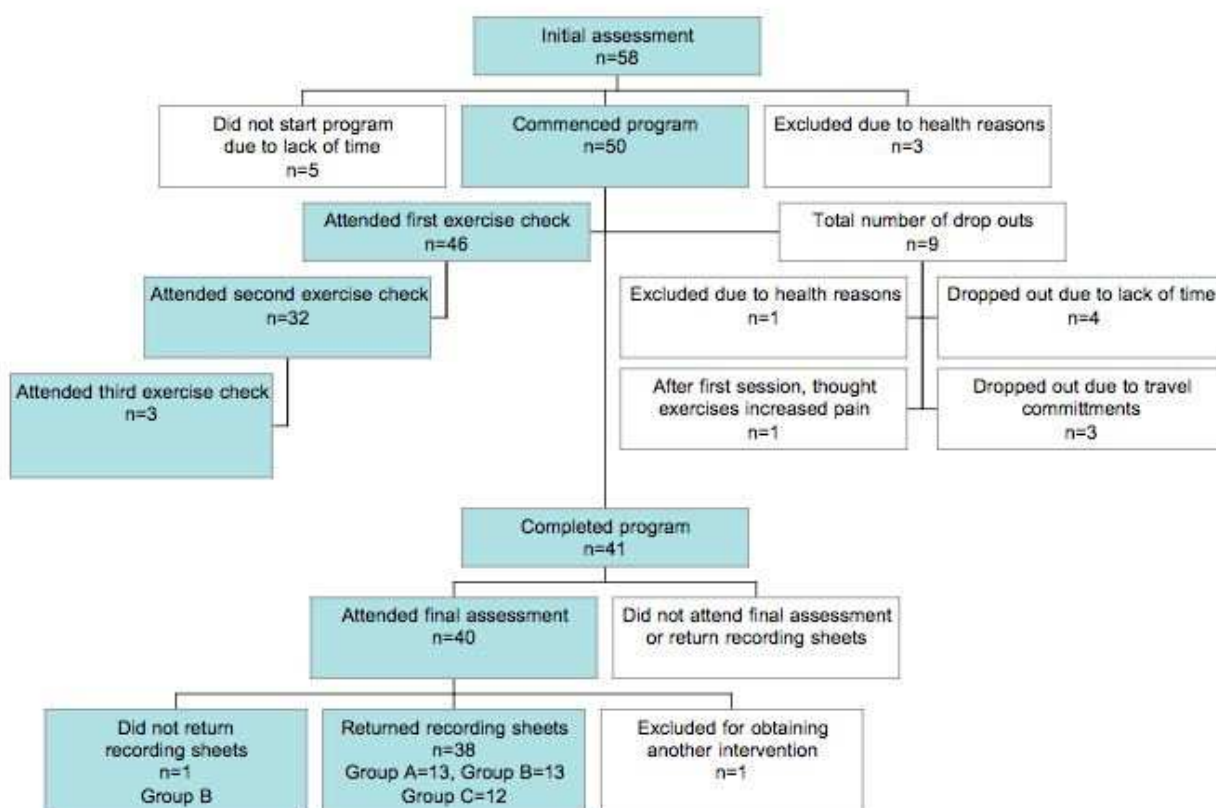 Initial assessment
n=58
Did not start program
due to lack of time
n=5
Commenced program
n=50
Excluded due to health reasons
n=3
Attended first exercise check
n=46
Total number of drop outs
n=9
Attended second exercise check
n=32
Excluded due to health reasons
n=1
Dropped out due to lack of time
n=4
Attended third exercise check
n=3
After first session, thought
exercises increased pain
n=1
Dropped out due to travel
committments
n=3
Completed program
n=41
Attended final assessment
n=40
Did not attend final assessment
or return recording sheets
Did not return
recording sheets
n=1
Group B
Returned recording sheets
n=38
Group A=13, Group B=13
Group C=12
Excluded for obtaining
another intervention
n=1